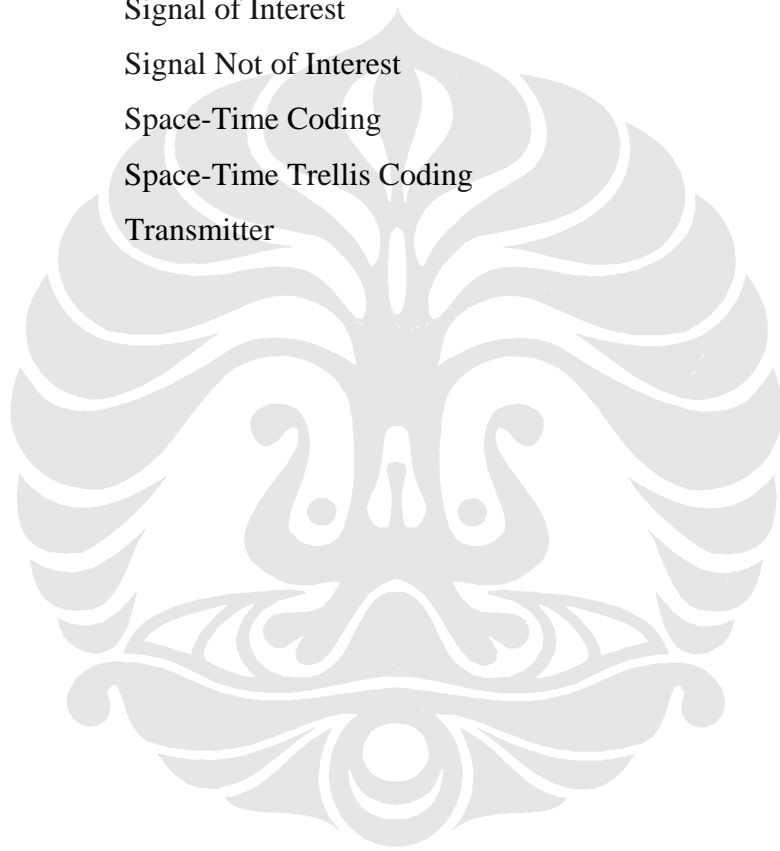 Signal of Interest
Signal Not of Interest
Space-Time Coding
Space-Time Trellis Coding
Transmitter